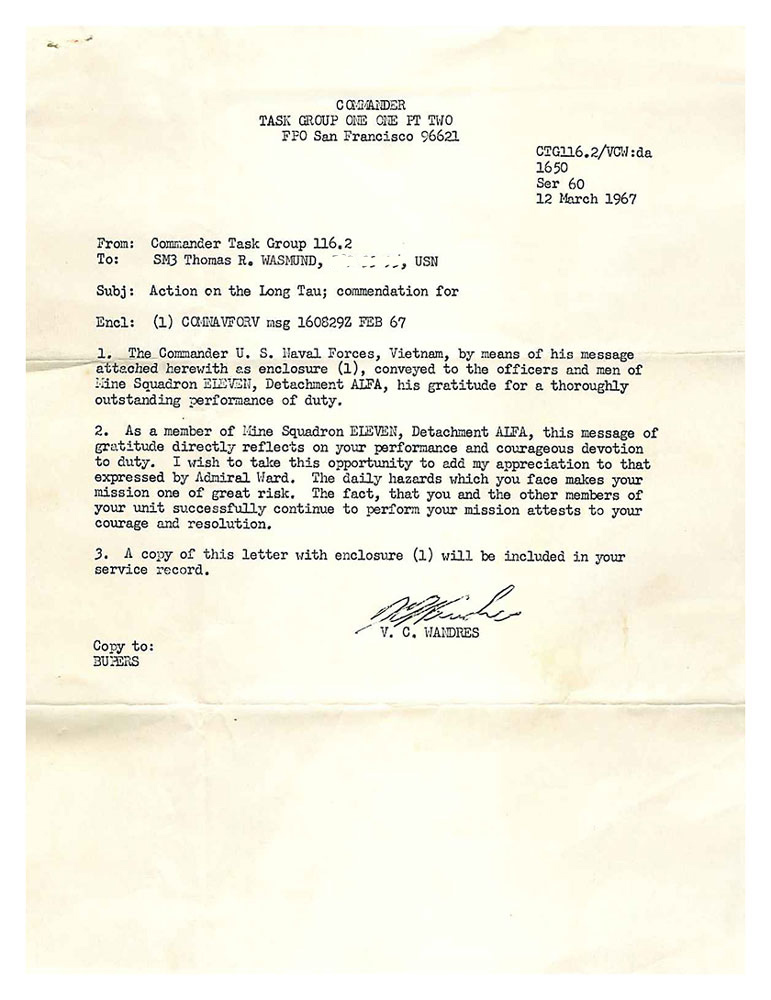 COMMANDER
TASK GROUP ONE ONE PT TWO
FPO San Francisco 96621
CTG116.2/VCW:da
1650
Ser 60
12 March 1967
From: Commander Task Group 116.2
To: SM3 Thomas R. WASMUND, , USN
Subj: Action on the Long Tau; commendation for
Encl: (1) COMNAVFORV msg 160829Z FEB 67
1. The Commander U. S. Naval Forces, Vietnam, by means of his message
attached herewith as enclosure (1), conveyed to the officers and men of
Mine Squadron ELEVEN, Detachment ALFA, his gratitude for a thoroughly
outstanding performance of duty.
2. As a member of Mine Squadron ELEVEN, Detachment ALFA, this message of
gratitude directly reflects on your performance and courageous devotion
to duty. I wish to take this opportunity to add my appreciation to that
expressed by Admiral Ward. The daily hazards which you face makes your
mission one of great risk. The fact, that you and the other members of
your unit successfully continue to perform your mission attests to your
courage and resolution.
3. A copy of this letter with enclosure (1) will be included in your
service record.
V. C. WANDRES
Copy to:
BUPERS